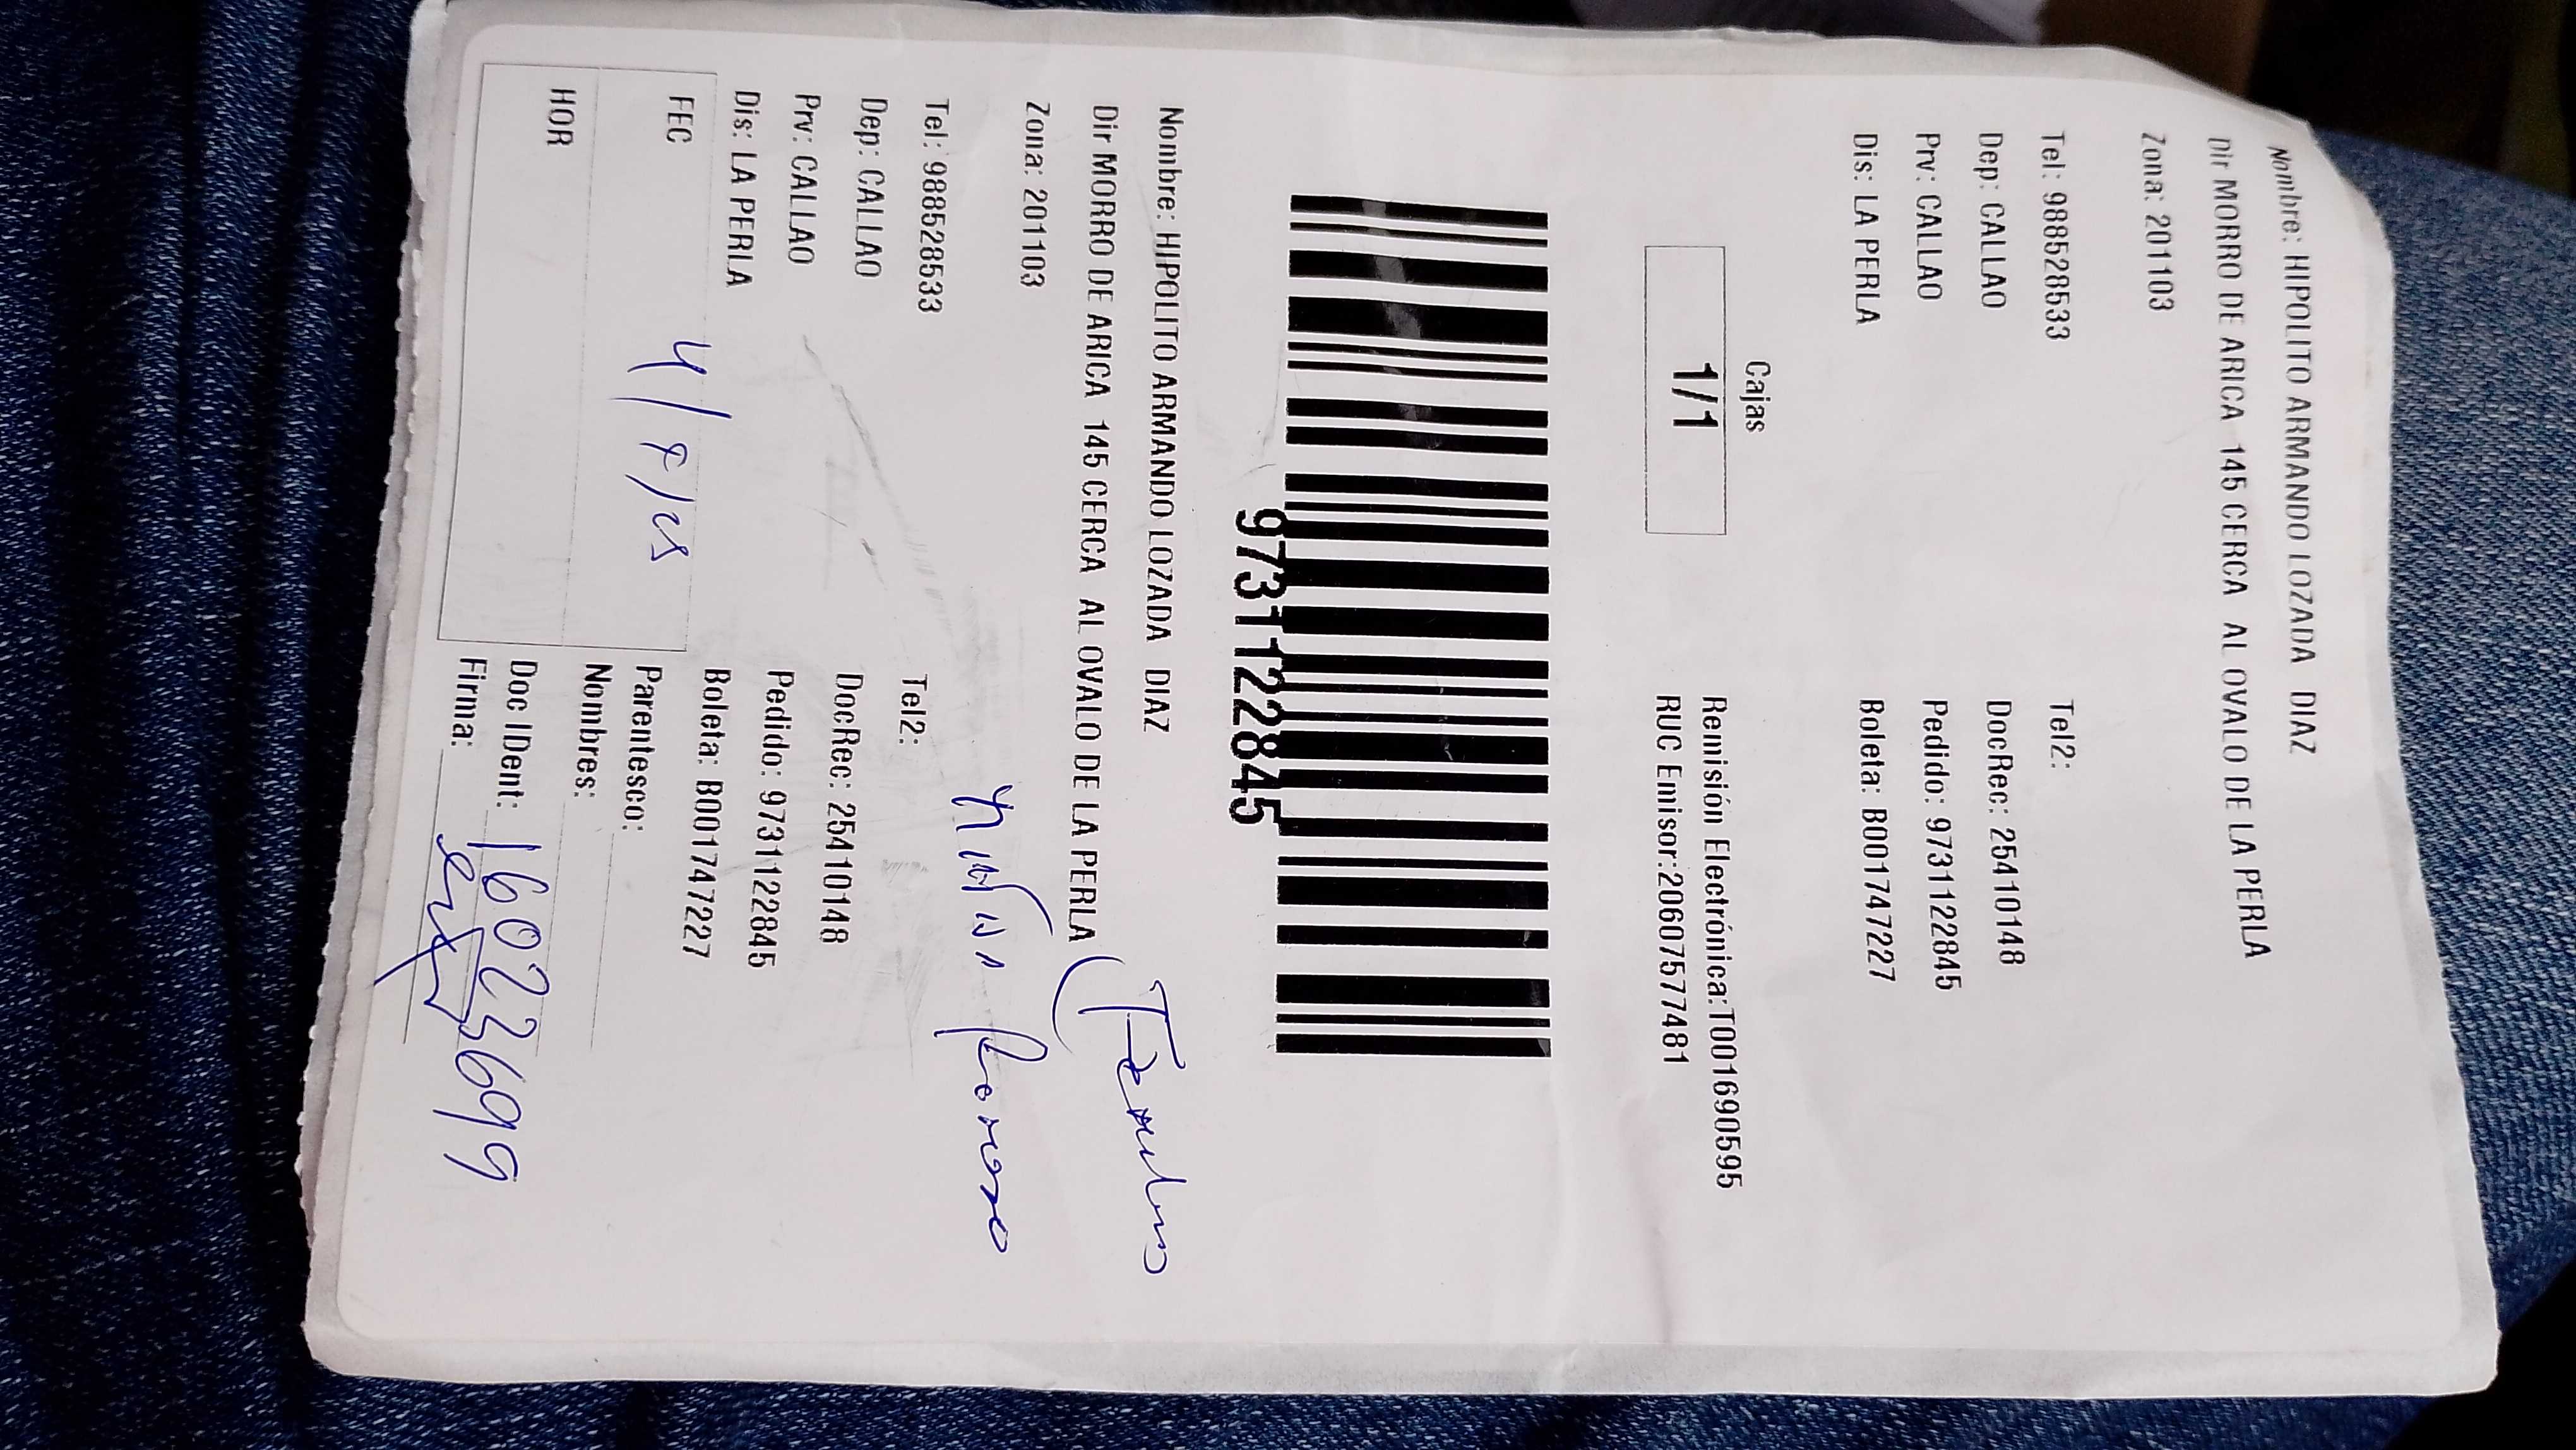 Nombre: HIPOLITO ARMANDO LOZADA DIAZ
Dir MORRO DE ARICA 145 CERCA AL OVALO DE LA PERLA
Zona: 201103
Tel: 988528533 Tel2:
Dep: CALLAO DocRec: 25410148
Prv: CALLAO Pedido: 9731122845
Dis: LA PERLA Boleta: B001747227
Cajas
1/1
Remisión Electrónica:T001690595
RUC Emisor:20607577481
9731122845
Nombre: HIPOLITO ARMANDO LOZADA DIAZ
Dir MORRO DE ARICA 145 CERCA AL OVALO DE LA PERLA
Zona: 201103
Tel: 988528533 Tel2:
Dep: CALLAO DocRec: 25410148
Prv: CALLAO Pedido: 9731122845
Dis: LA PERLA Boleta: B001747227
FEC Parentesco:
Nombres:
HOR Doc IDent: 16023699
Firma: